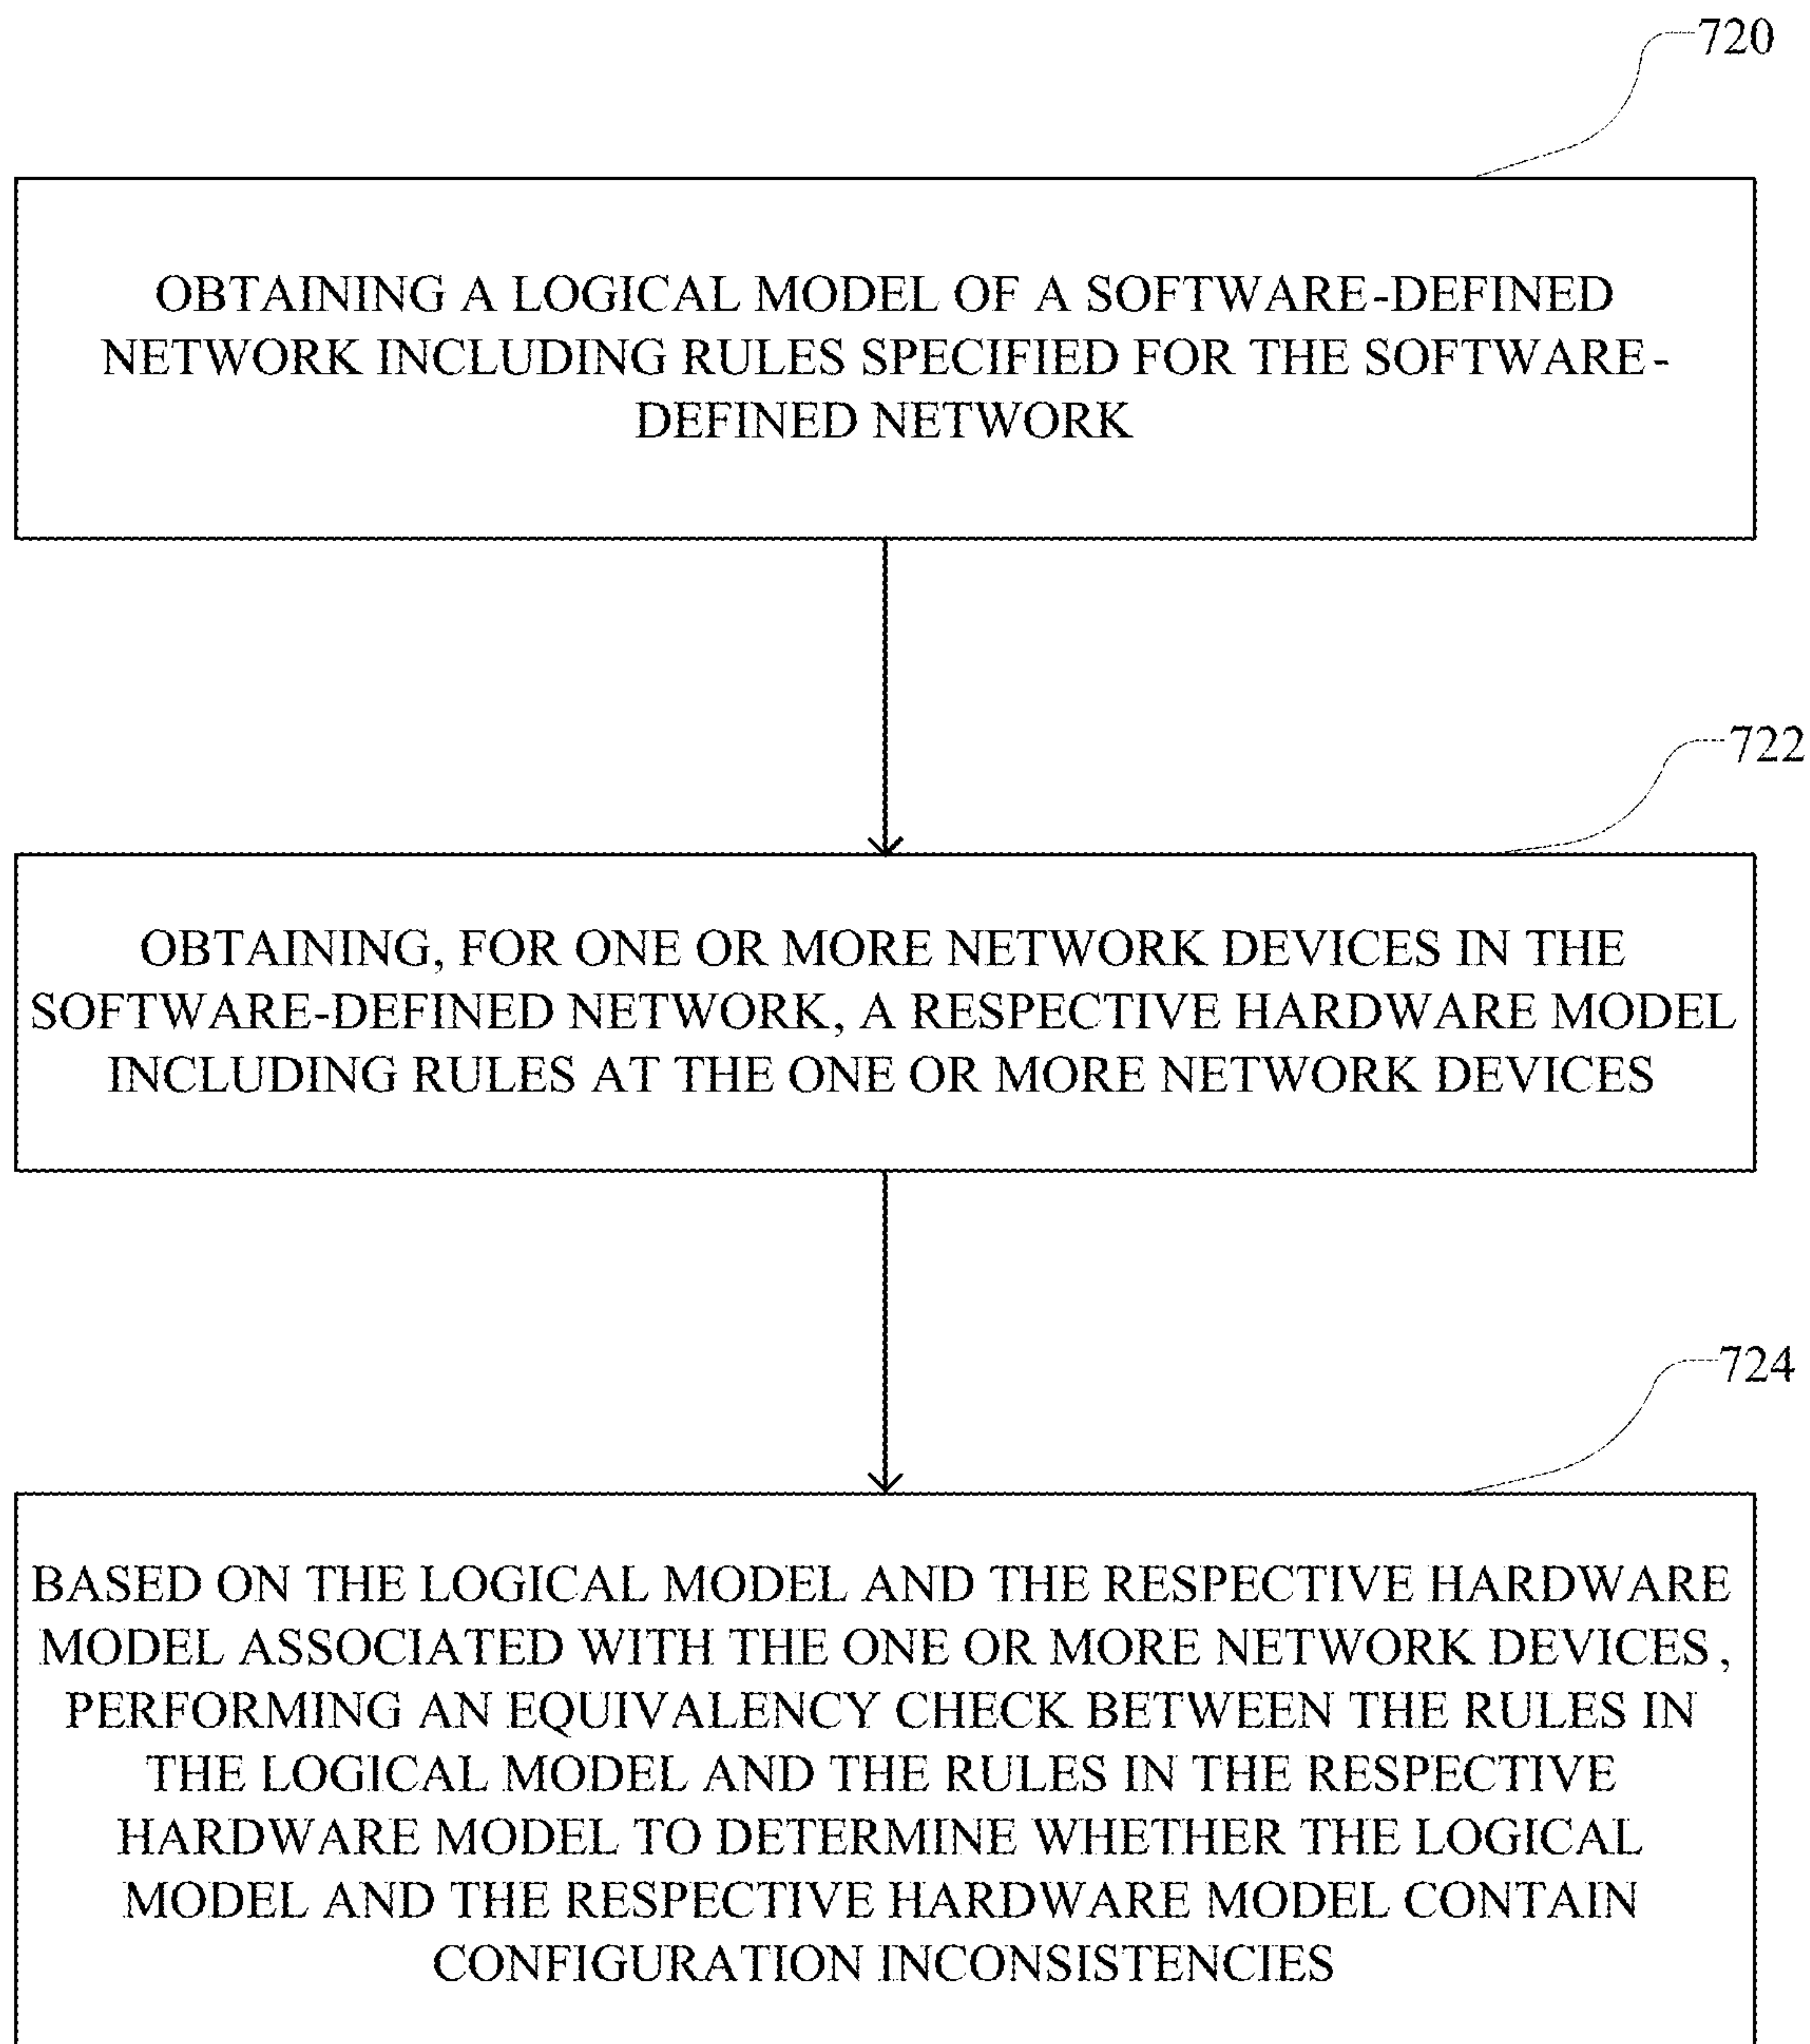 720
OBTAINING A LOGICAL MODEL OF A SOFTWARE-DEFINED
NETWORK INCLUDING RULES SPECIFIED FOR THE SOFTWARE-
DEFINED NETWORK
722
OBTAINING, FOR ONE OR MORE NETWORK DEVICES IN THE
SOFTWARE-DEFINED NETWORK, A RESPECTIVE HARDWARE MODEL
INCLUDING RULES AT THE ONE OR MORE NETWORK DEVICES
724
BASED ON THE LOGICAL MODEL AND THE RESPECTIVE HARDWARE
MODEL ASSOCIATED WITH THE ONE OR MORE NETWORK DEVICES,
PERFORMING AN EQUIVALENCY CHECK BETWEEN THE RULES IN
THE LOGICAL MODEL AND THE RULES IN THE RESPECTIVE
HARDWARE MODEL TO DETERMINE WHETHER THE LOGICAL
MODEL AND THE RESPECTIVE HARDWARE MODEL CONTAIN
CONFIGURATION INCONSISTENCIES